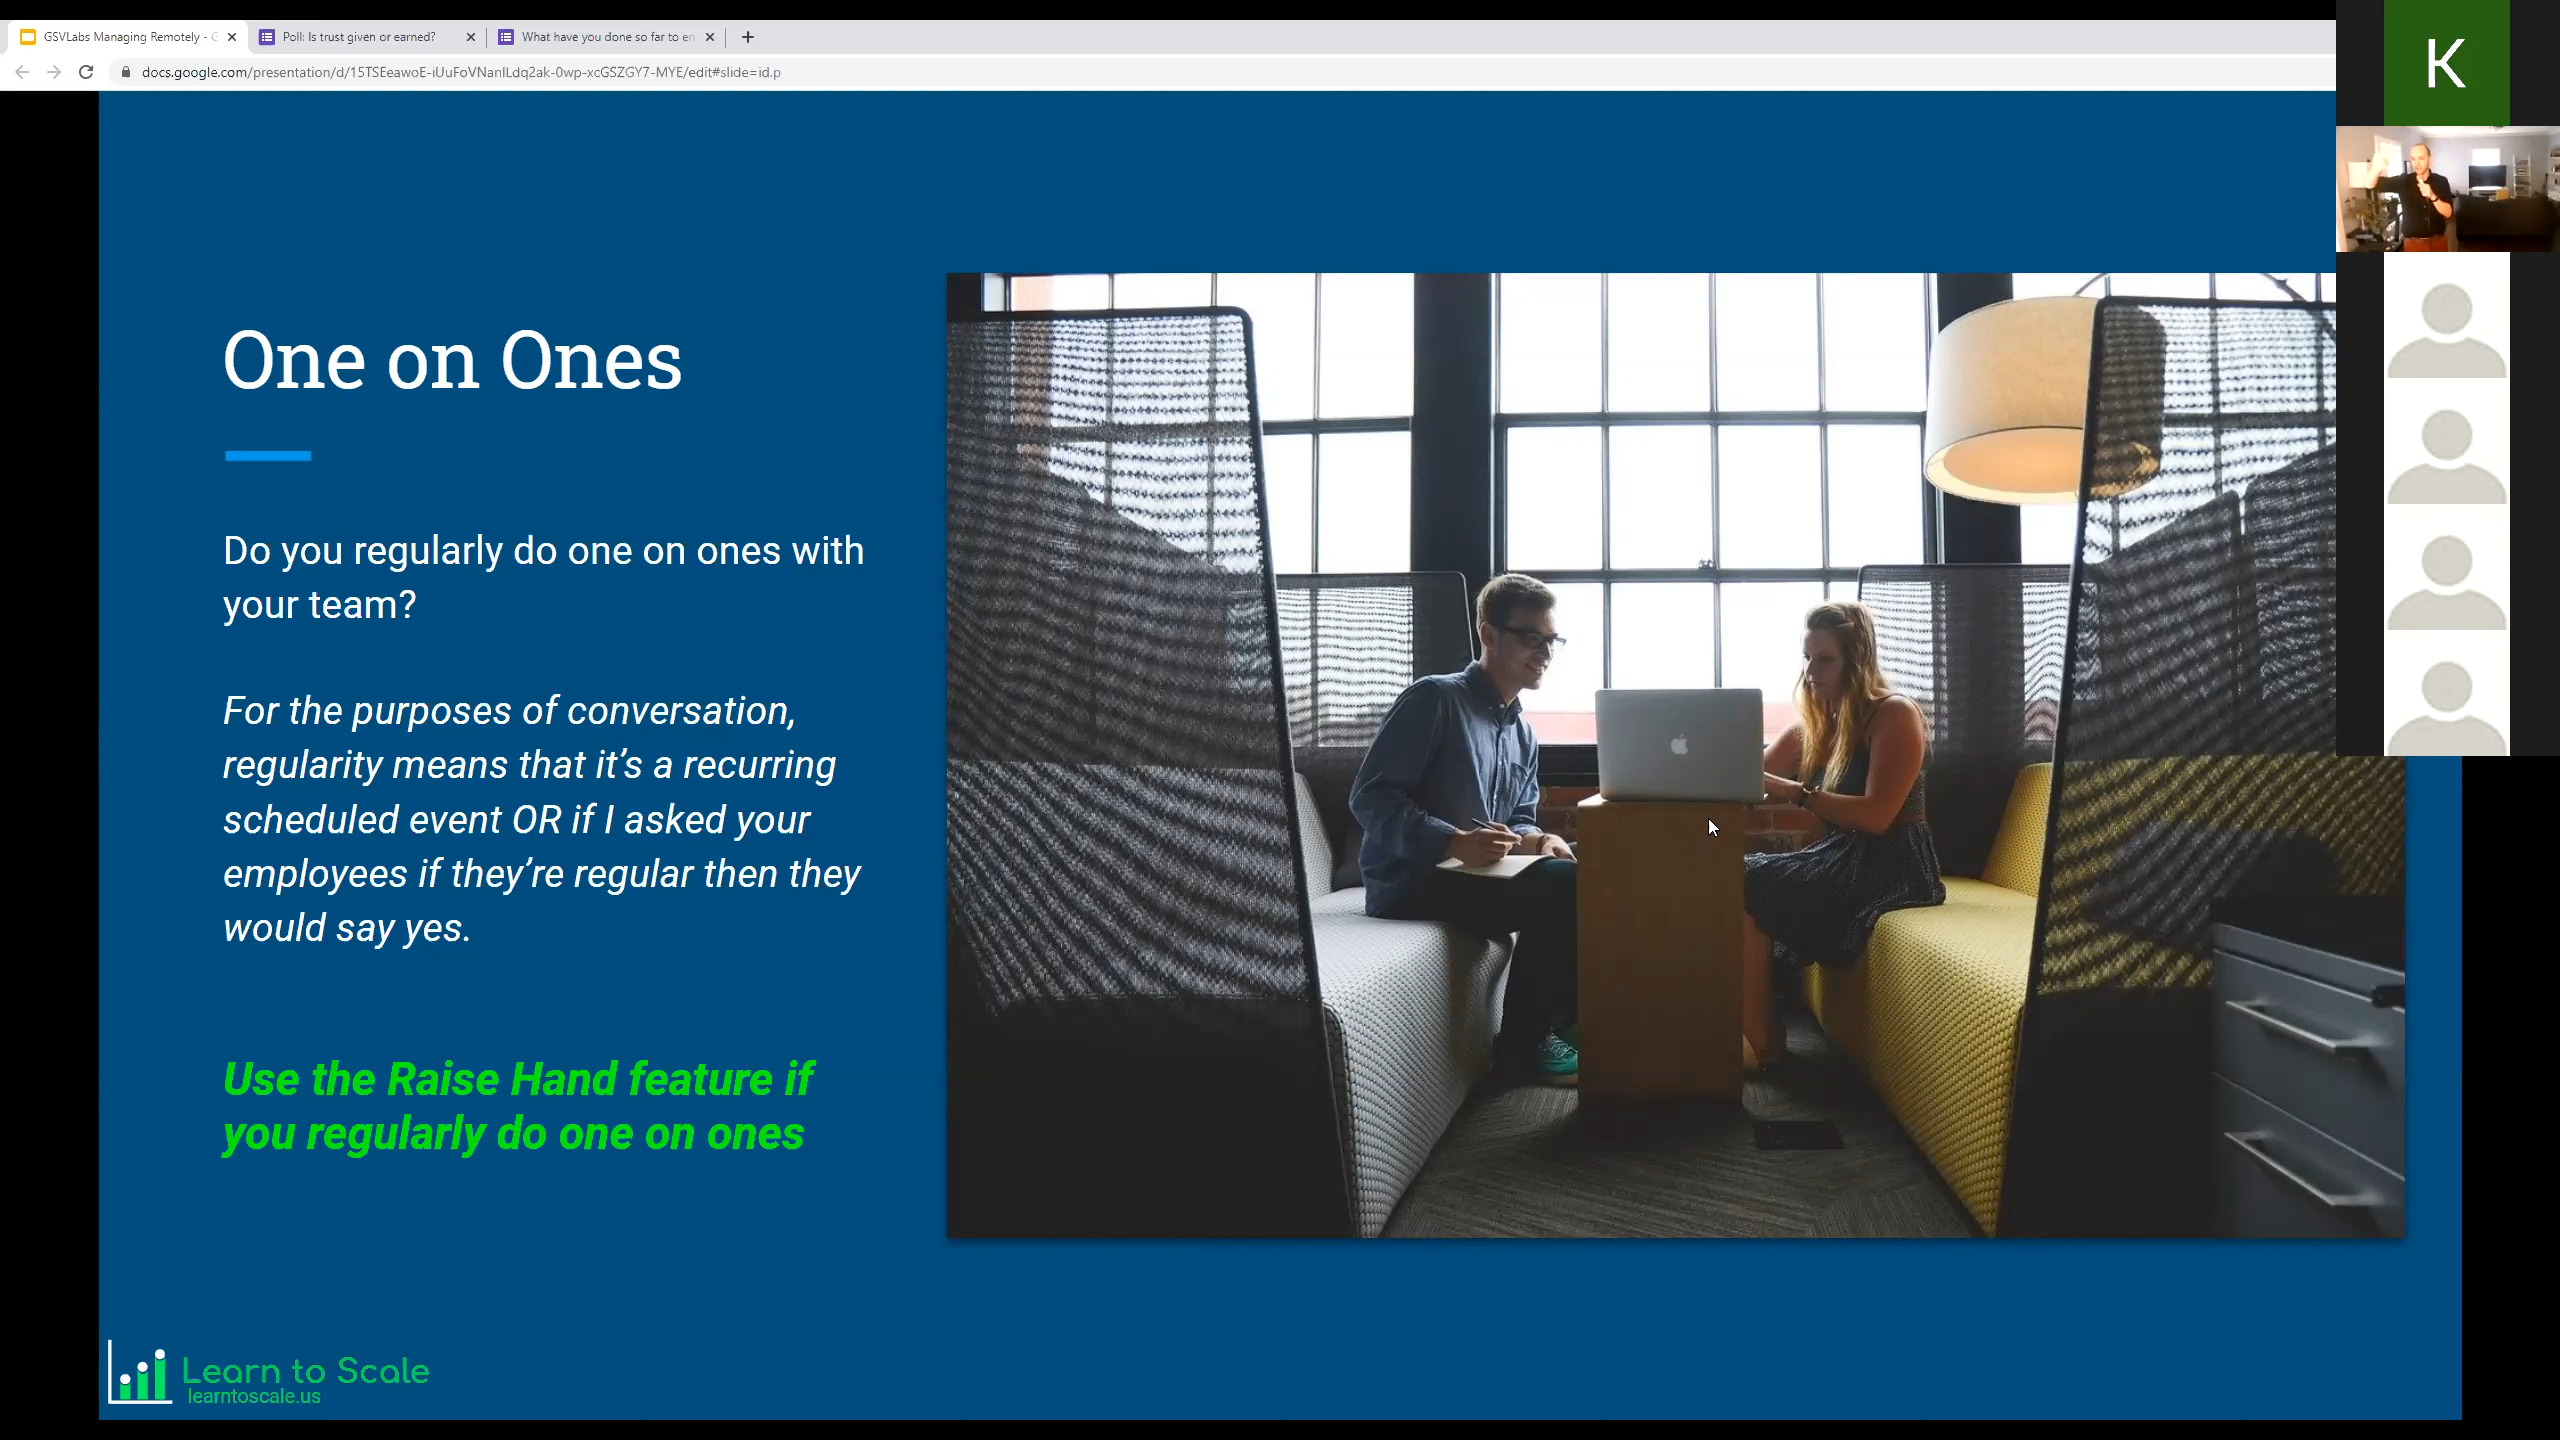 GSVLabs Managing Remotely - G
Poll: Is trust given or earned?
What have you done so far to en
docs.google.com/presentation/d/15TSEeawoE-iUuFoVNanILdq2ak-0wp-xcGSZGY7-MYE/edit#slide=id.p
K
One on Ones
Do you regularly do one on ones with
your team?
For the purposes of conversation,
regularity means that it’s a recurring
scheduled event OR if I asked your
employees if they’re regular then they
would say yes.
Use the Raise Hand feature if
you regularly do one on ones
Learn to Scale
learntoscale.us